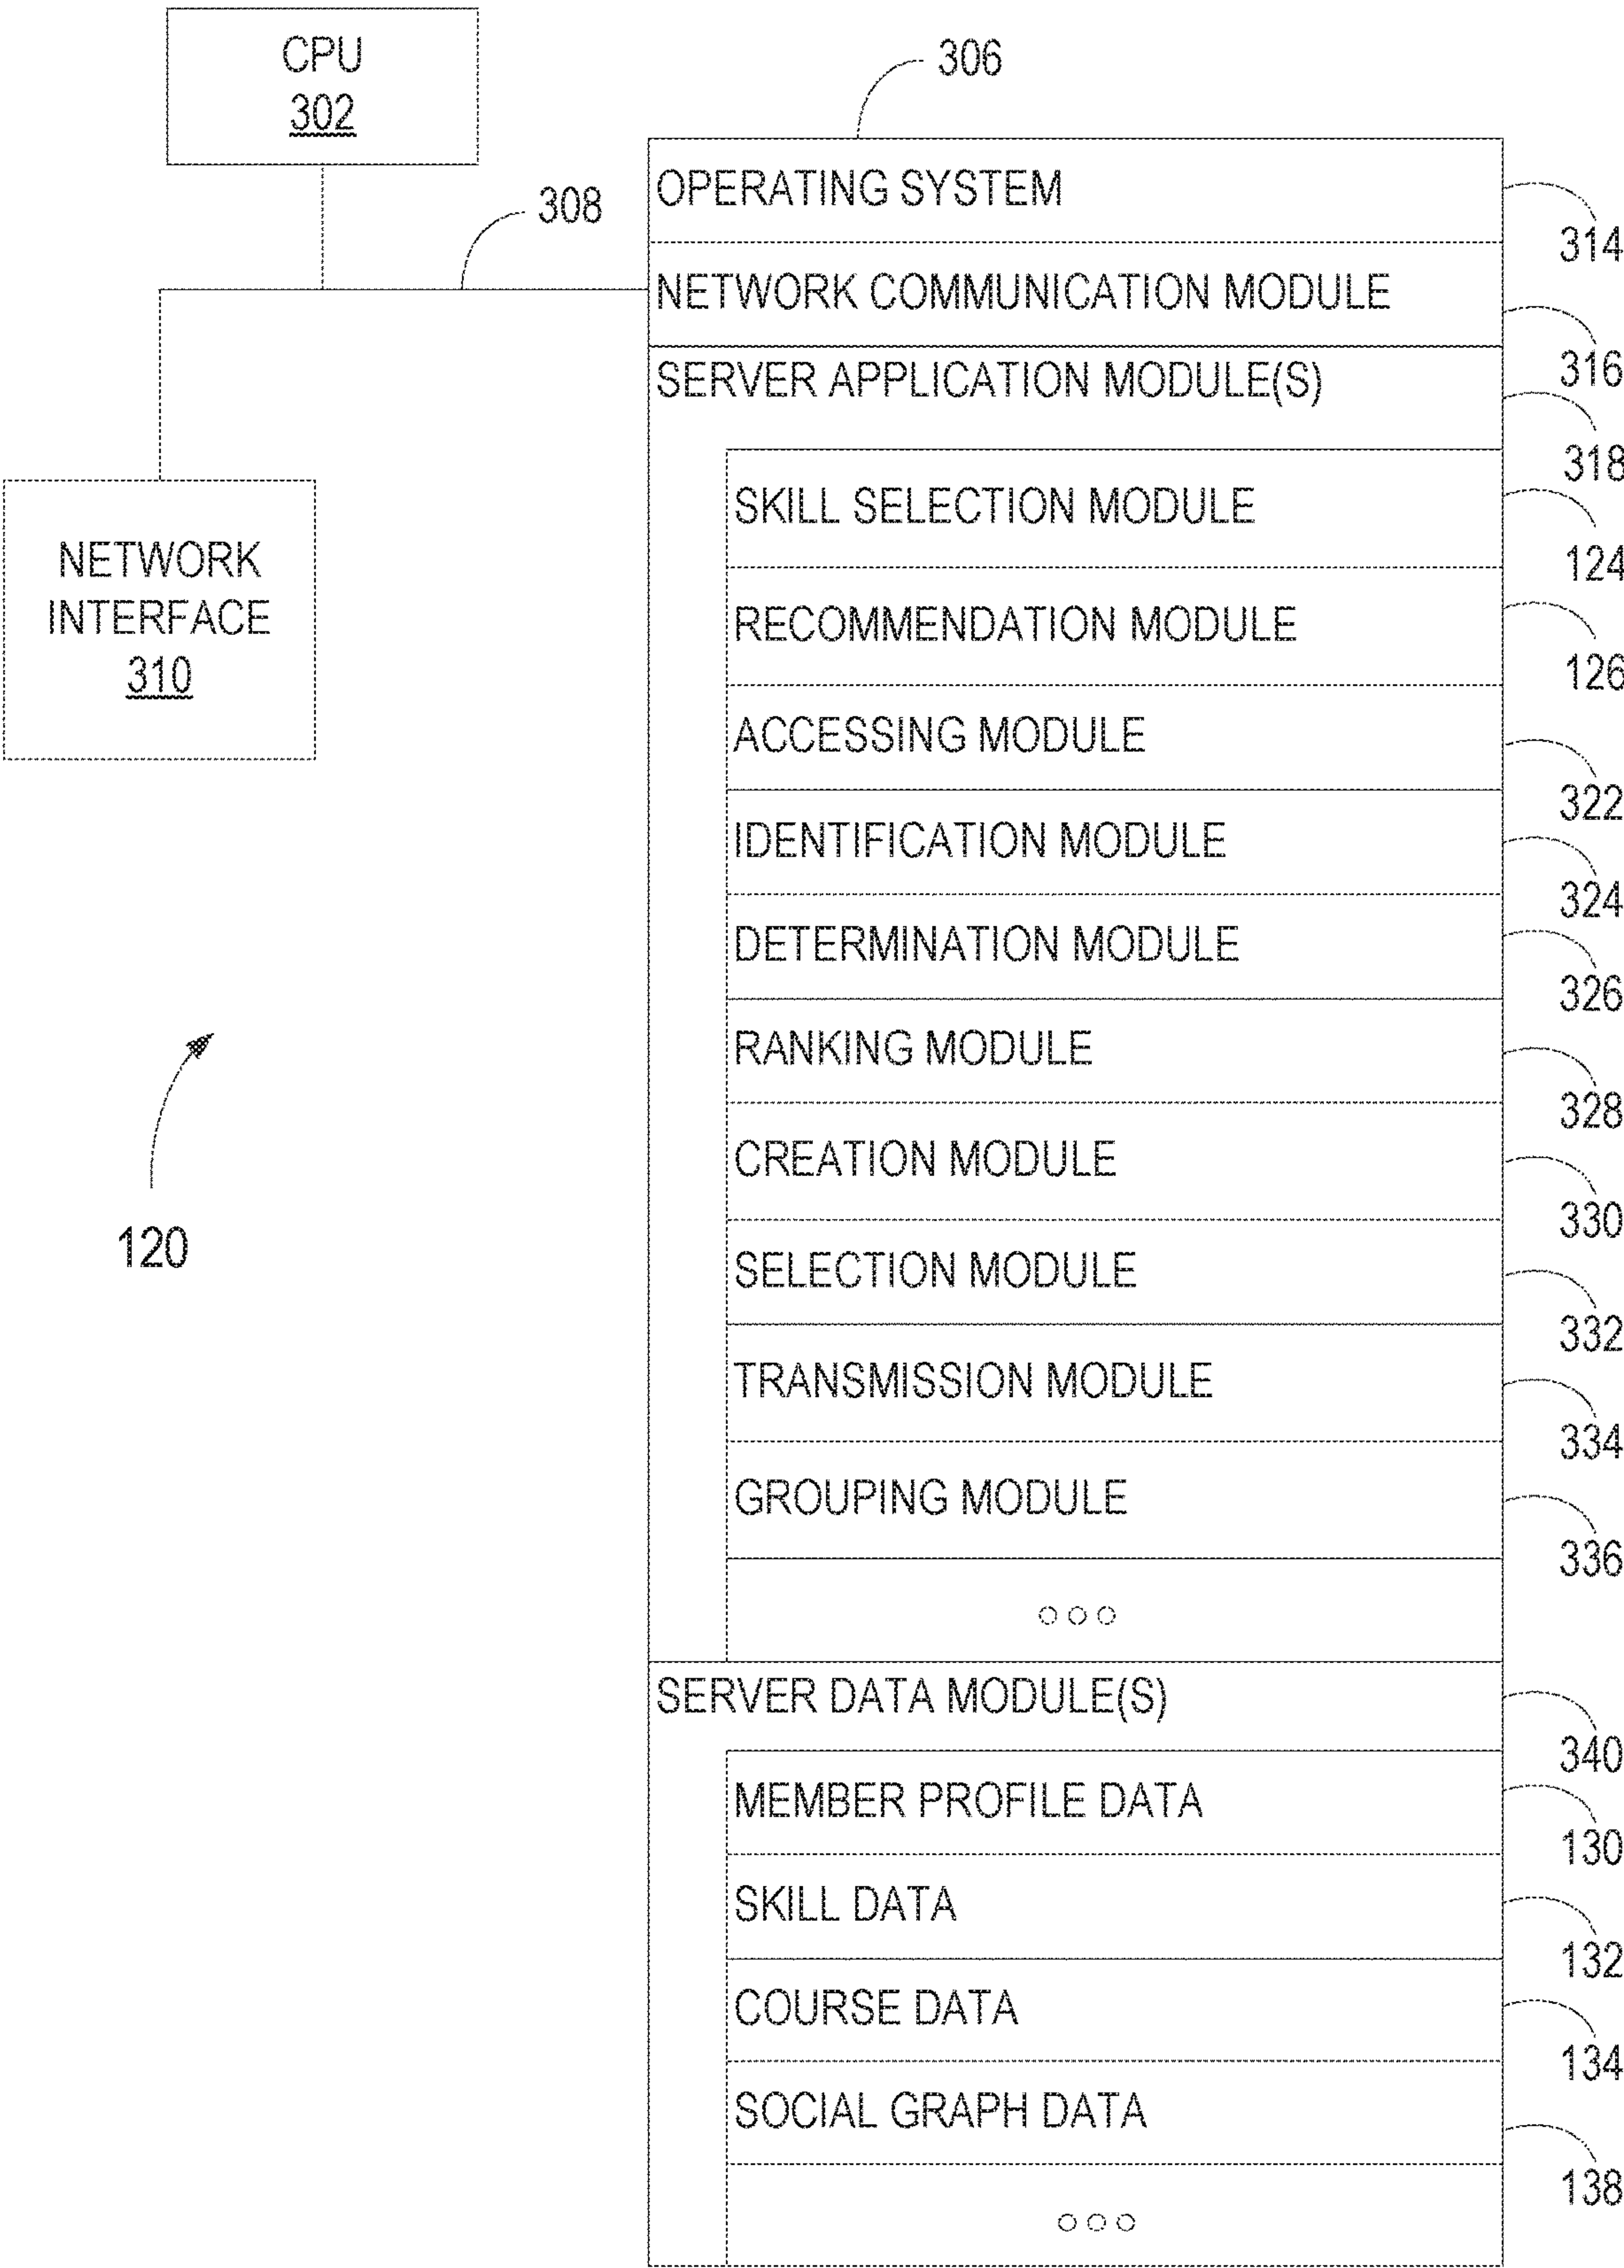 CPU
302
306
308
OPERATING SYSTEM
314
NETWORK COMMUNICATION MODULE
316
SERVER APPLICATION MODULE(S)
318
SKILL SELECTION MODULE
124
NETWORK
INTERFACE
310
RECOMMENDATION MODULE
126
ACCESSING MODULE
322
IDENTIFICATION MODULE
324
DETERMINATION MODULE
326
RANKING MODULE
328
120
CREATION MODULE
330
SELECTION MODULE
332
TRANSMISSION MODULE
334
GROUPING MODULE
336
SERVER DATA MODULE(S)
340
MEMBER PROFILE DATA
130
SKILL DATA
132
COURSE DATA
134
SOCIAL GRAPH DATA
138